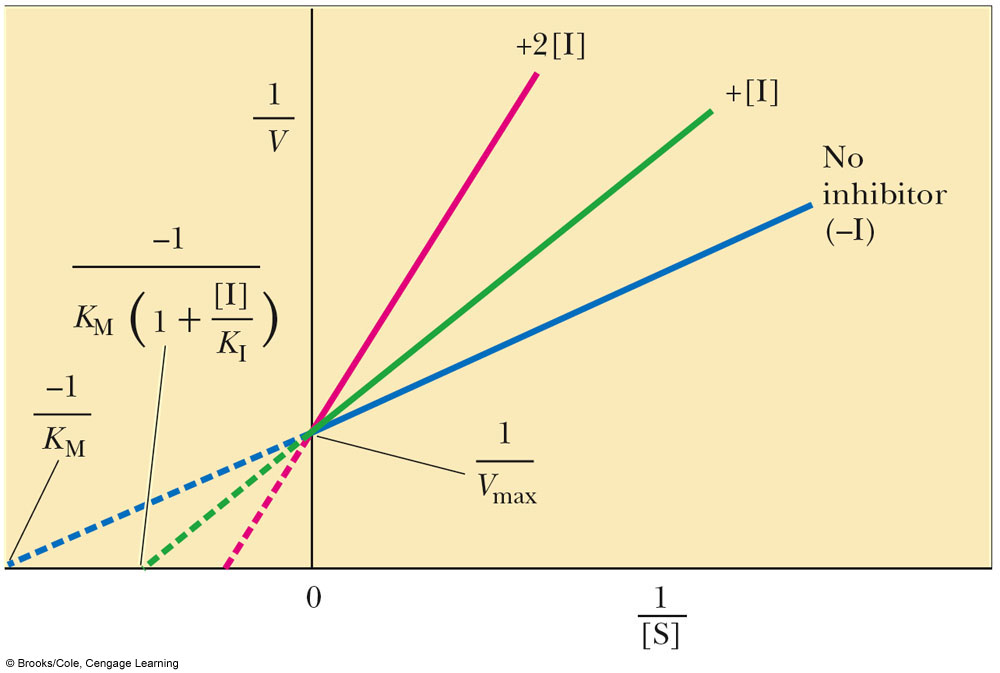 +2[I]
1
V
+[I]
No
inhibitor
(–I)
–1
K_M (1 + [I]/K_I)
–1
K_M
1
V_max
0
1
[S]
© Brooks/Cole, Cengage Learning